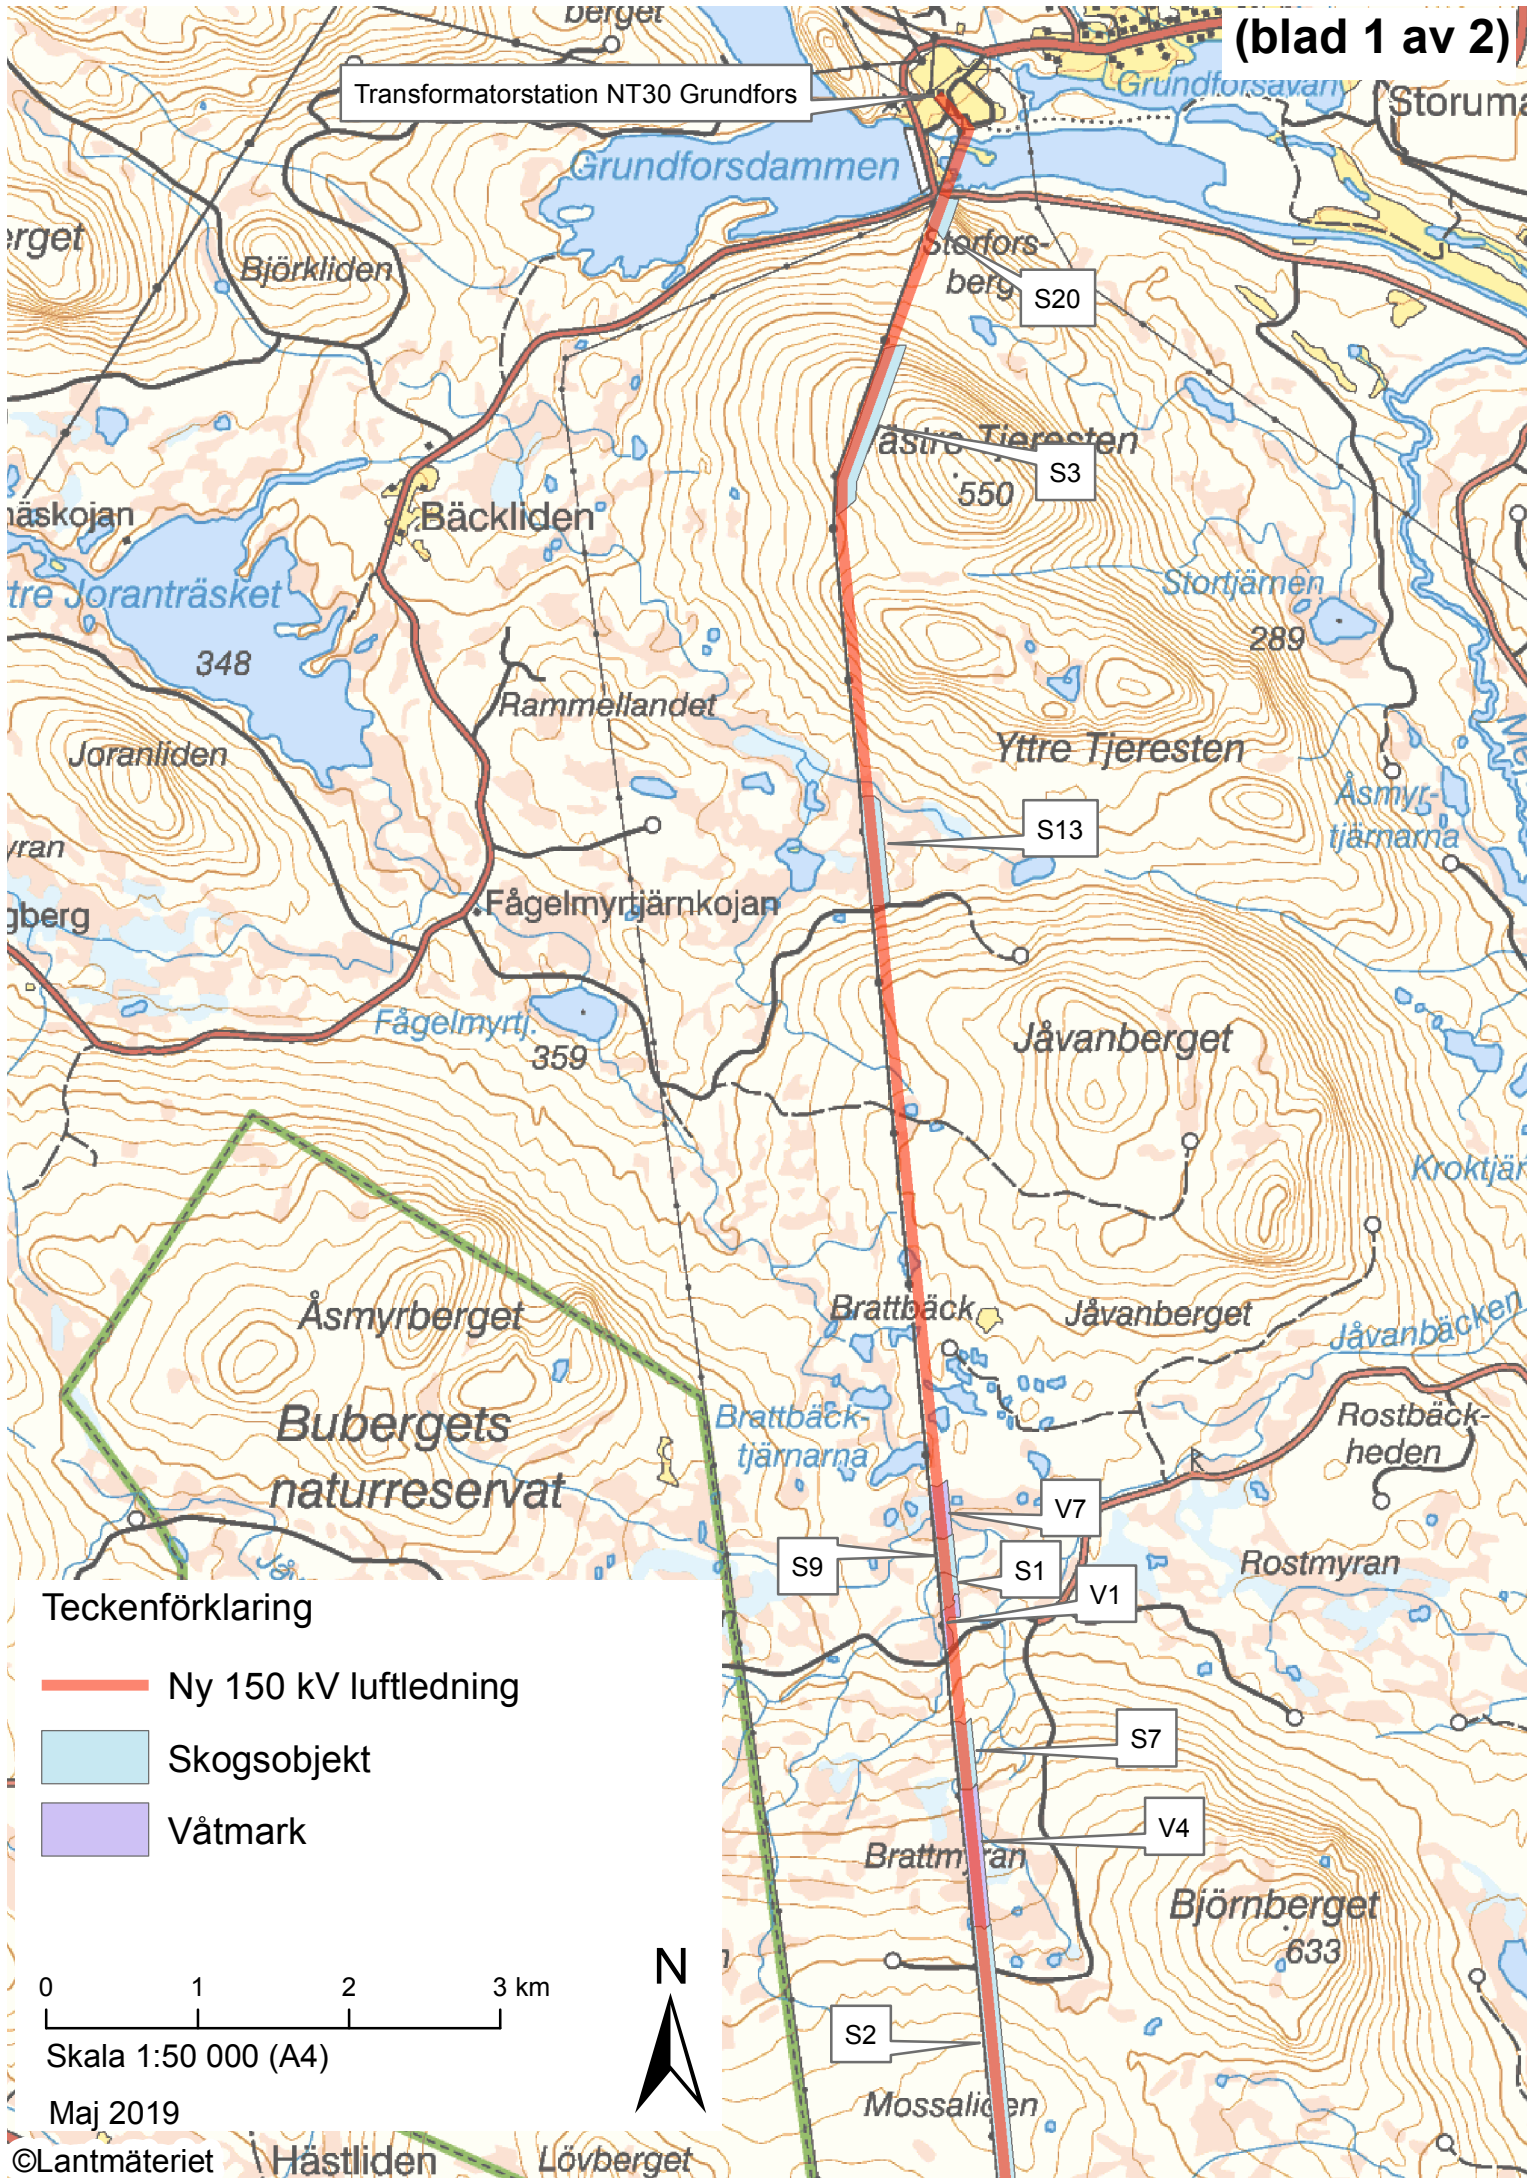 berget
(blad 1 av 2)
Transformatorstation NT30 Grundfors
Grundforsavan
Storuma
Grundforsdammen
erget
Björkliden
Storfors-
berg
S20
ästra Tjeresten
S3
550
näskojan
Bäckliden
tre Joranträsket
Stortjärnen
348
289
Rammellandet
Joranliden
Yttre Tjeresten
Åsmyr-
tjärnarna
S13
yran
Fågelmyrtjärnkojan
gberg
Fågelmyrtj.
359
Jåvanberget
Kroktjär
Åsmyrberget
Brattbäck
Jåvanberget
Jåvanbäcken
Bubergets
naturreservat
Brattbäck-
tjärnarna
Rostbäck-
heden
R
V7
S9
S1
V1
Rostmyran
Teckenförklaring
Ny 150 kV luftledning
Skogsobjekt
Våtmark
S7
V4
Brattmyran
Björnberget
633
N
0 1 2 3 km
Skala 1:50 000 (A4)
S2
Maj 2019
Mossaliden
©Lantmäteriet
Hästliden
Lövberget